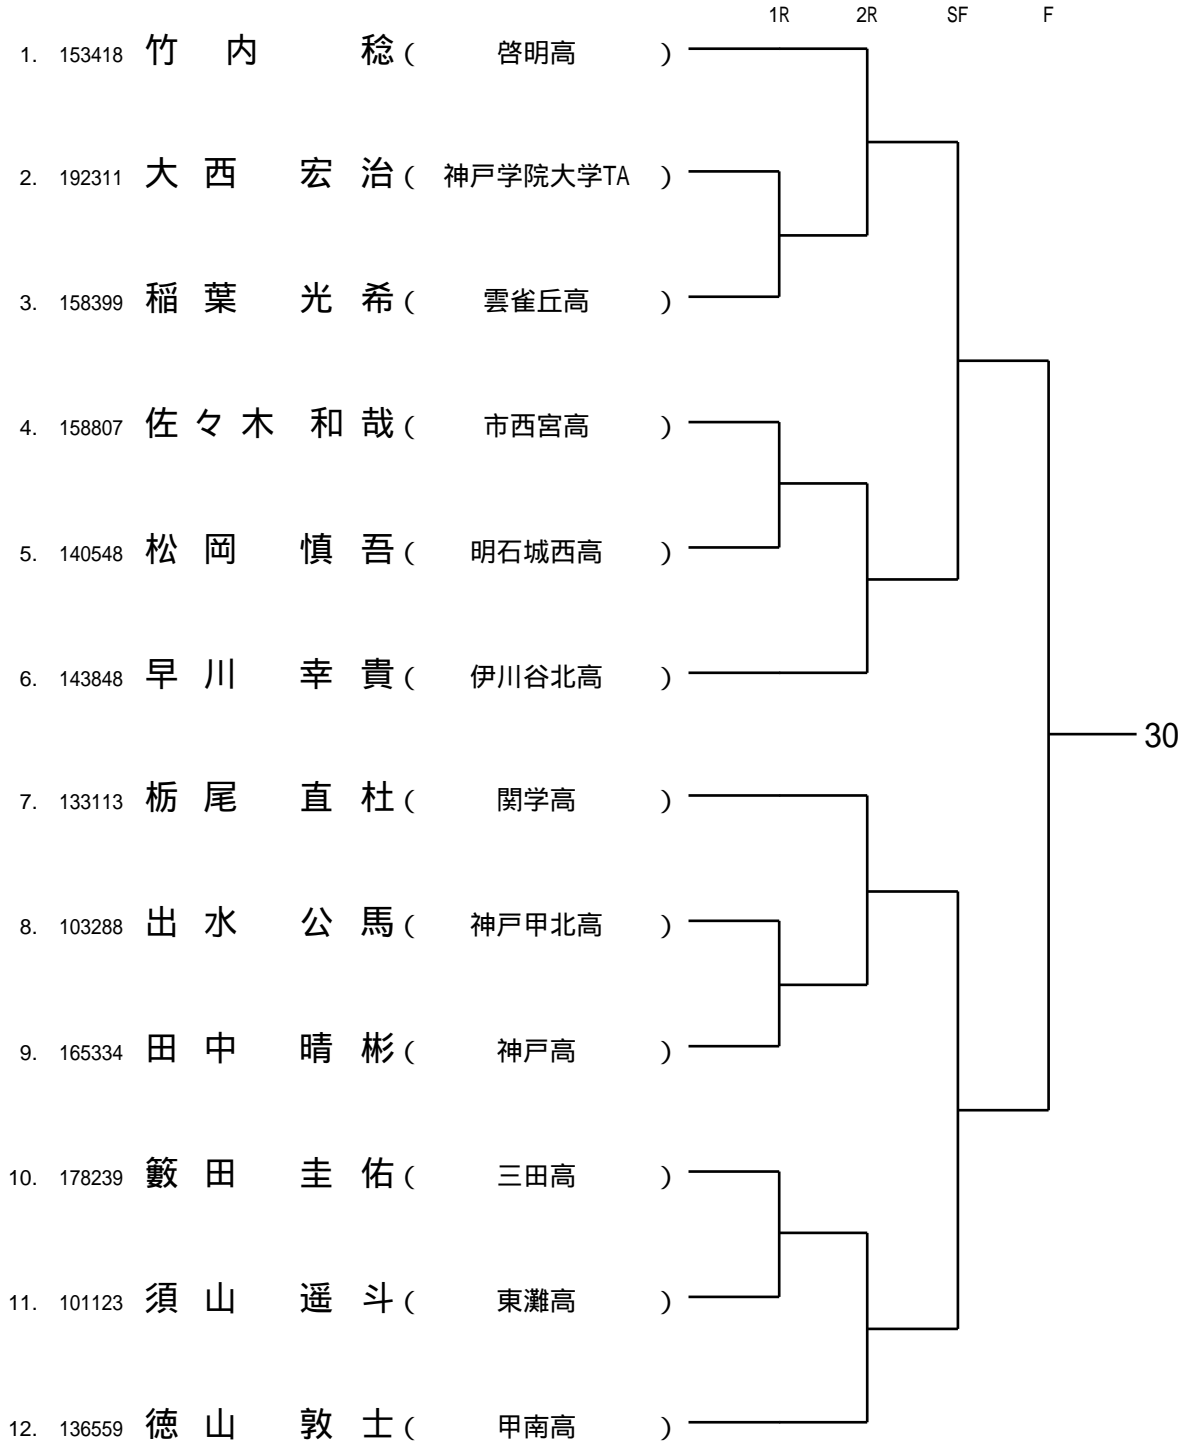 1R 2R SF F
1. 153418 竹 内 稔 ( 啓明高 )
2. 192311 大 西 宏 治 ( 神戸学院大学TA )
3. 158399 稲 葉 光 希 ( 雲雀丘高 )
4. 158807 佐 々 木 和 哉 ( 市西宮高 )
5. 140548 松 岡 慎 吾 ( 明石城西高 )
6. 143848 早 川 幸 貴 ( 伊川谷北高 )
30
7. 133113 栃 尾 直 杜 ( 関学高 )
8. 103288 出 水 公 馬 ( 神戸甲北高 )
9. 165334 田 中 晴 彬 ( 神戸高 )
10. 178239 籔 田 圭 佑 ( 三田高 )
11. 101123 須 山 遥 斗 ( 東灘高 )
12. 136559 徳 山 敦 士 ( 甲南高 )